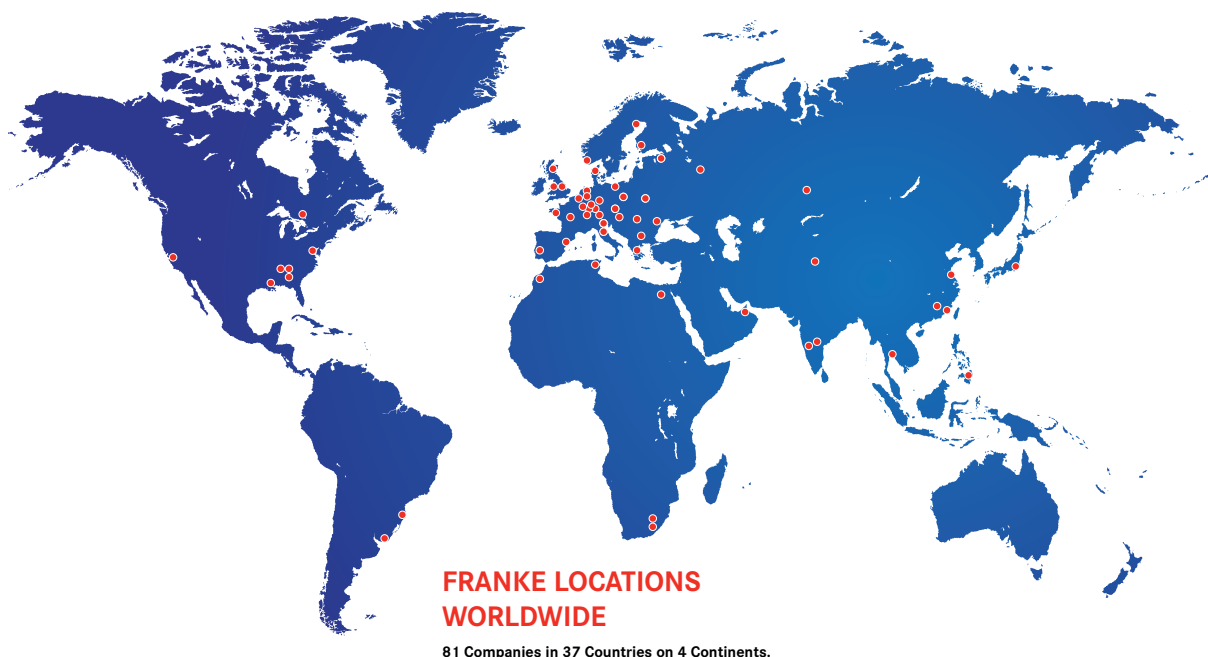 FRANKE LOCATIONS
WORLDWIDE
81 Companies in 37 Countries on 4 Continents.